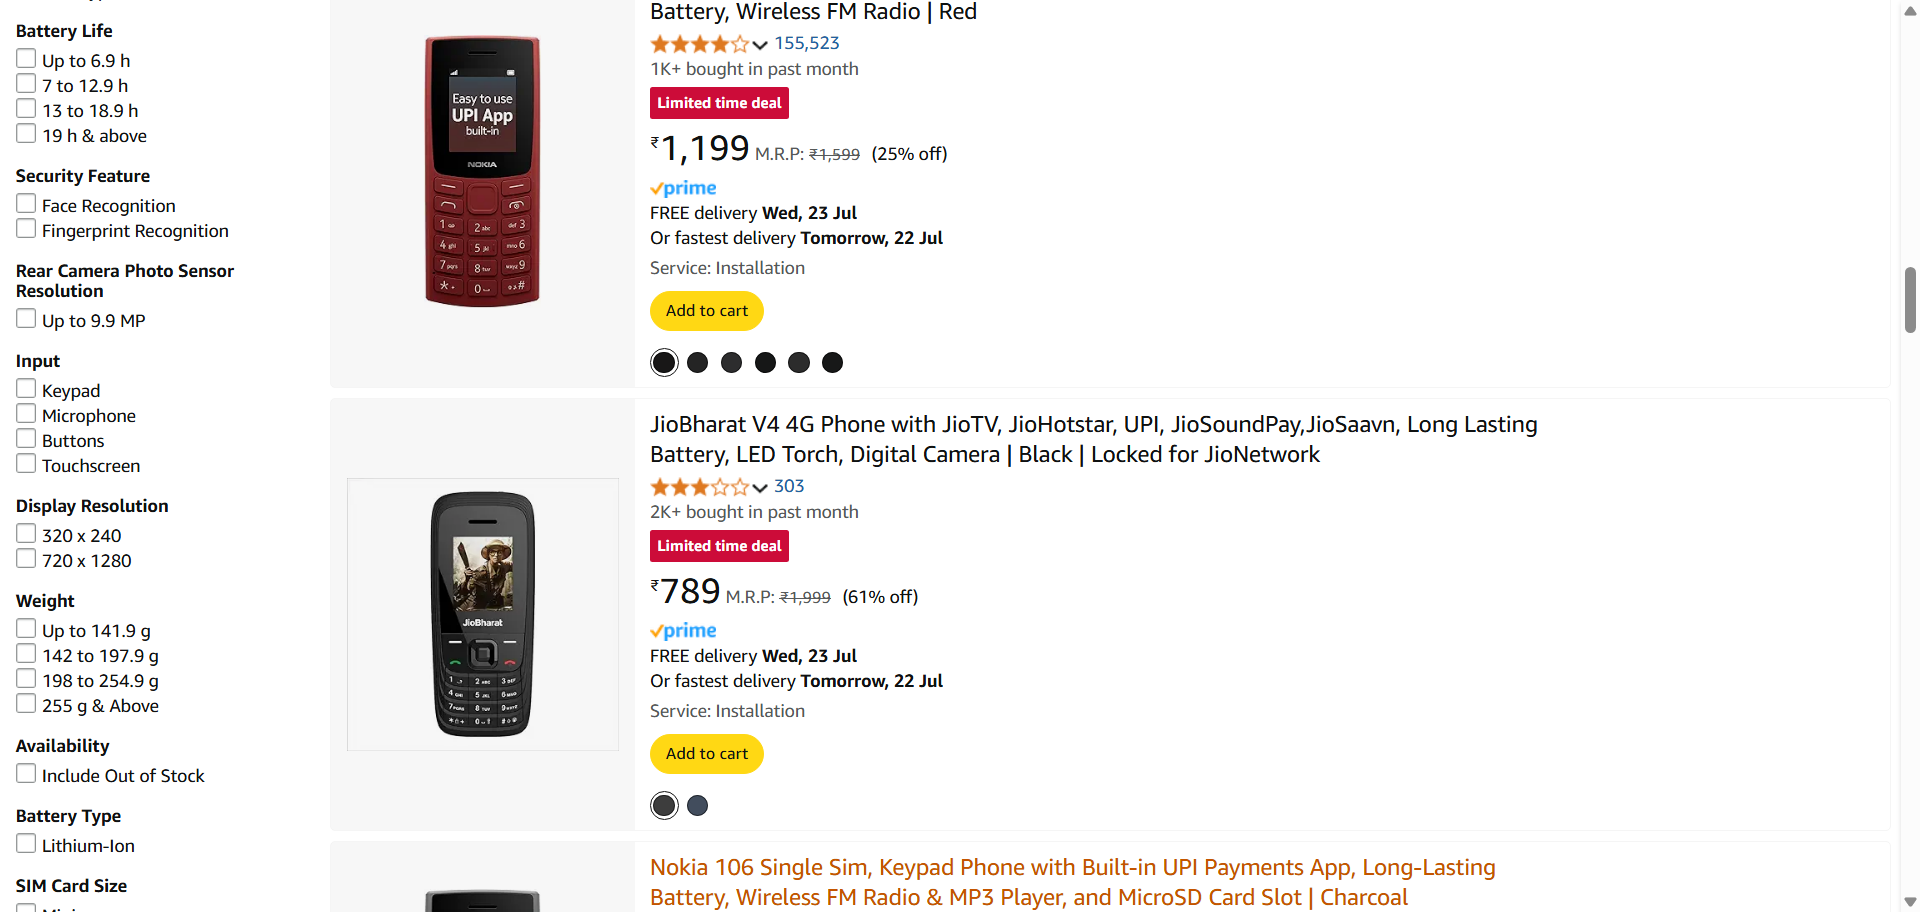 Battery Life
Up to 6.9 h
7 to 12.9 h
13 to 18.9 h
19 h & above
Security Feature
Face Recognition
Fingerprint Recognition
Rear Camera Photo Sensor
Resolution
Up to 9.9 MP
Input
Keypad
Microphone
Buttons
Touchscreen
Display Resolution
320 x 240
720 x 1280
Weight
Up to 141.9 g
142 to 197.9 g
198 to 254.9 g
255 g & Above
Availability
Include Out of Stock
Battery Type
Lithium-Ion
SIM Card Size
Easy to use
UPI App
built-in
NOKIA
Battery, Wireless FM Radio | Red
155,523
1K+ bought in past month
Limited time deal
₹1,199 M.R.P: ₹1,599 (25% off)
prime
FREE delivery Wed, 23 Jul
Or fastest delivery Tomorrow, 22 Jul
Service: Installation
Add to cart
JioBharat
JioBharat V4 4G Phone with JioTV, JioHotstar, UPI, JioSoundPay,JioSaavn, Long Lasting
Battery, LED Torch, Digital Camera | Black | Locked for JioNetwork
303
2K+ bought in past month
Limited time deal
₹789 M.R.P: ₹1,999 (61% off)
prime
FREE delivery Wed, 23 Jul
Or fastest delivery Tomorrow, 22 Jul
Service: Installation
Add to cart
Nokia 106 Single Sim, Keypad Phone with Built-in UPI Payments App, Long-Lasting
Battery, Wireless FM Radio & MP3 Player, and MicroSD Card Slot | Charcoal